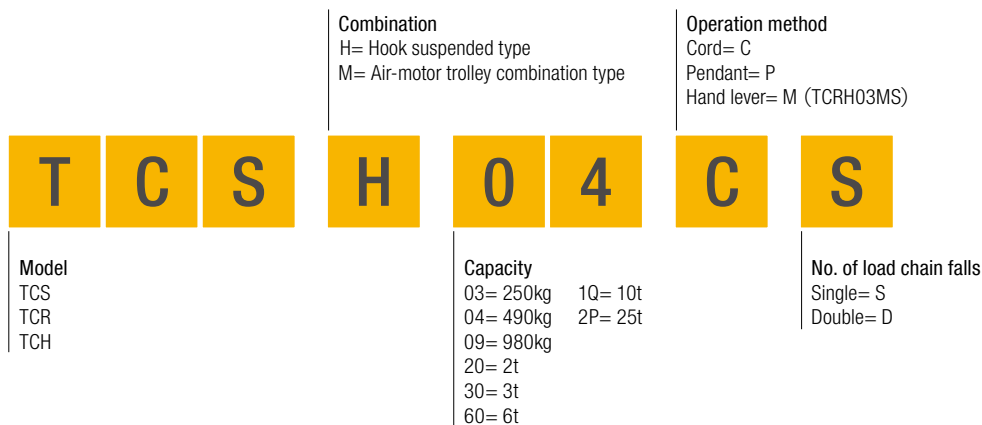 Combination
H= Hook suspended type
M= Air-motor trolley combination type
Operation method
Cord= C
Pendant= P
Hand lever= M (TCRH03MS)
T C S H 0 4 C S
Model
TCS
TCR
TCH
Capacity
03= 250kg 1Q= 10t
04= 490kg 2P= 25t
09= 980kg
20= 2t
30= 3t
60= 6t
No. of load chain falls
Single= S
Double= D